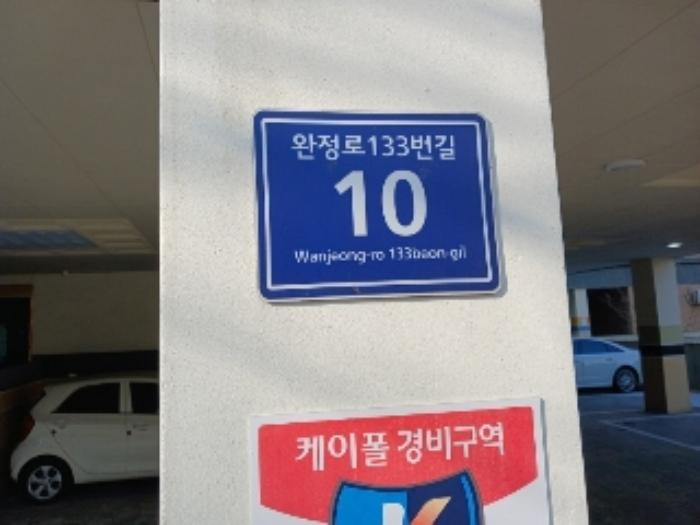 완정로133번길
10
Wanjeong-ro 133beon-gil
케이폴 경비구역
K